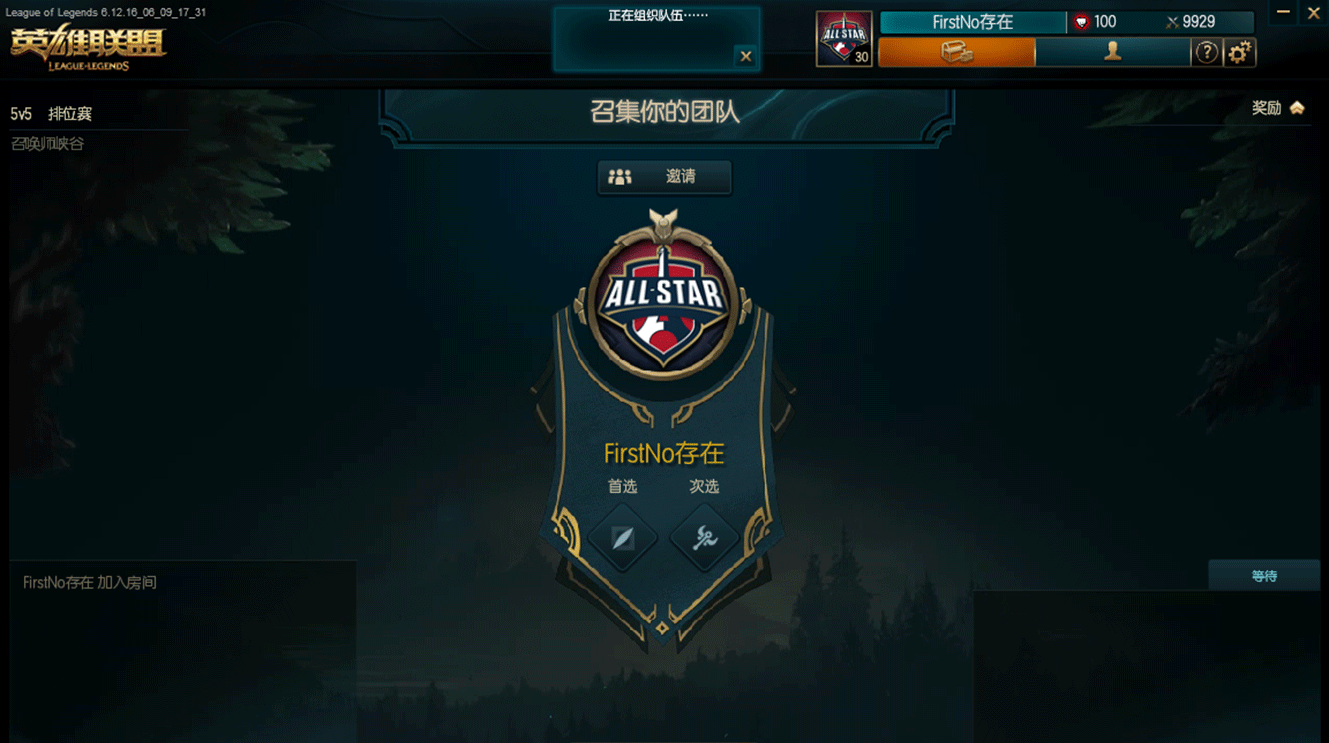 League of Legends 6.12.16_06_09_17_31
英雄联盟
LEAGUE·LEGENDS
正在组织队伍……
ALL STAR
30
FirstNo存在
100
9929
?
5v5 排位赛
召唤师峡谷
召集你的团队
奖励
邀请
ALL-STAR
FirstNo存在
首选 次选
FirstNo存在 加入房间
等待